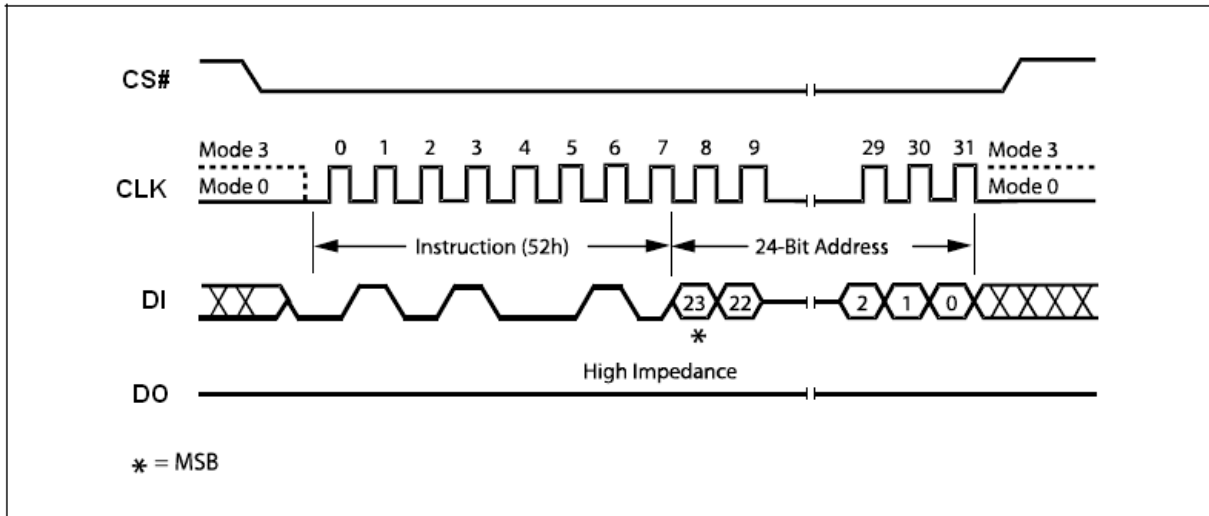 CS#
Mode 3 0 1 2 3 4 5 6 7 8 9 29 30 31 Mode 3
CLK Mode 0 Mode 0
Instruction (52h) 24-Bit Address
DI 23 22 2 1 0
*
High Impedance
DO
* = MSB